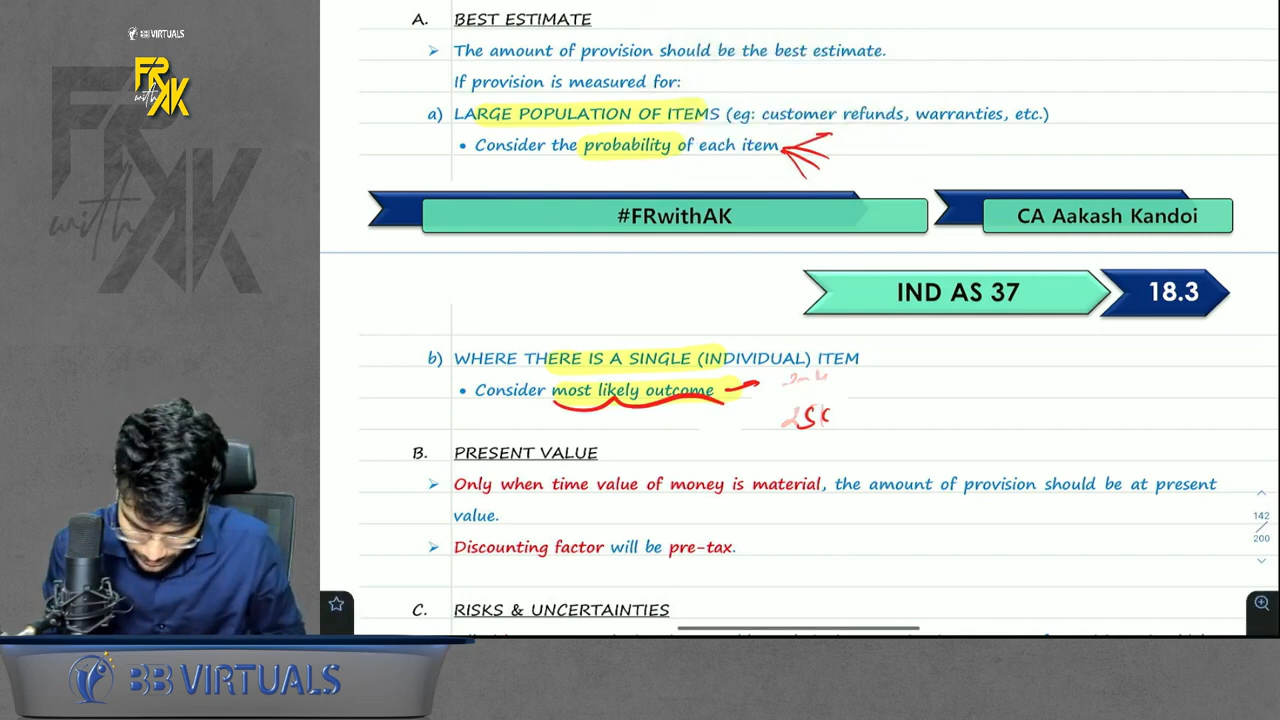 A. BEST ESTIMATE
BB VIRTUALS
➢ The amount of provision should be the best estimate.
FR with AK
If provision is measured for:
a) LARGE POPULATION OF ITEMS (eg: customer refunds, warranties, etc.)
• Consider the probability of each item
FR with AK
#FRwithAK
CA Aakash Kandoi
IND AS 37
18.3
b) WHERE THERE IS A SINGLE (INDIVIDUAL) ITEM
• Consider most likely outcome
B. PRESENT VALUE
➢ Only when time value of money is material, the amount of provision should be at present
value.
➢ Discounting factor will be pre-tax.
142
200
C. RISKS & UNCERTAINTIES
BB VIRTUALS